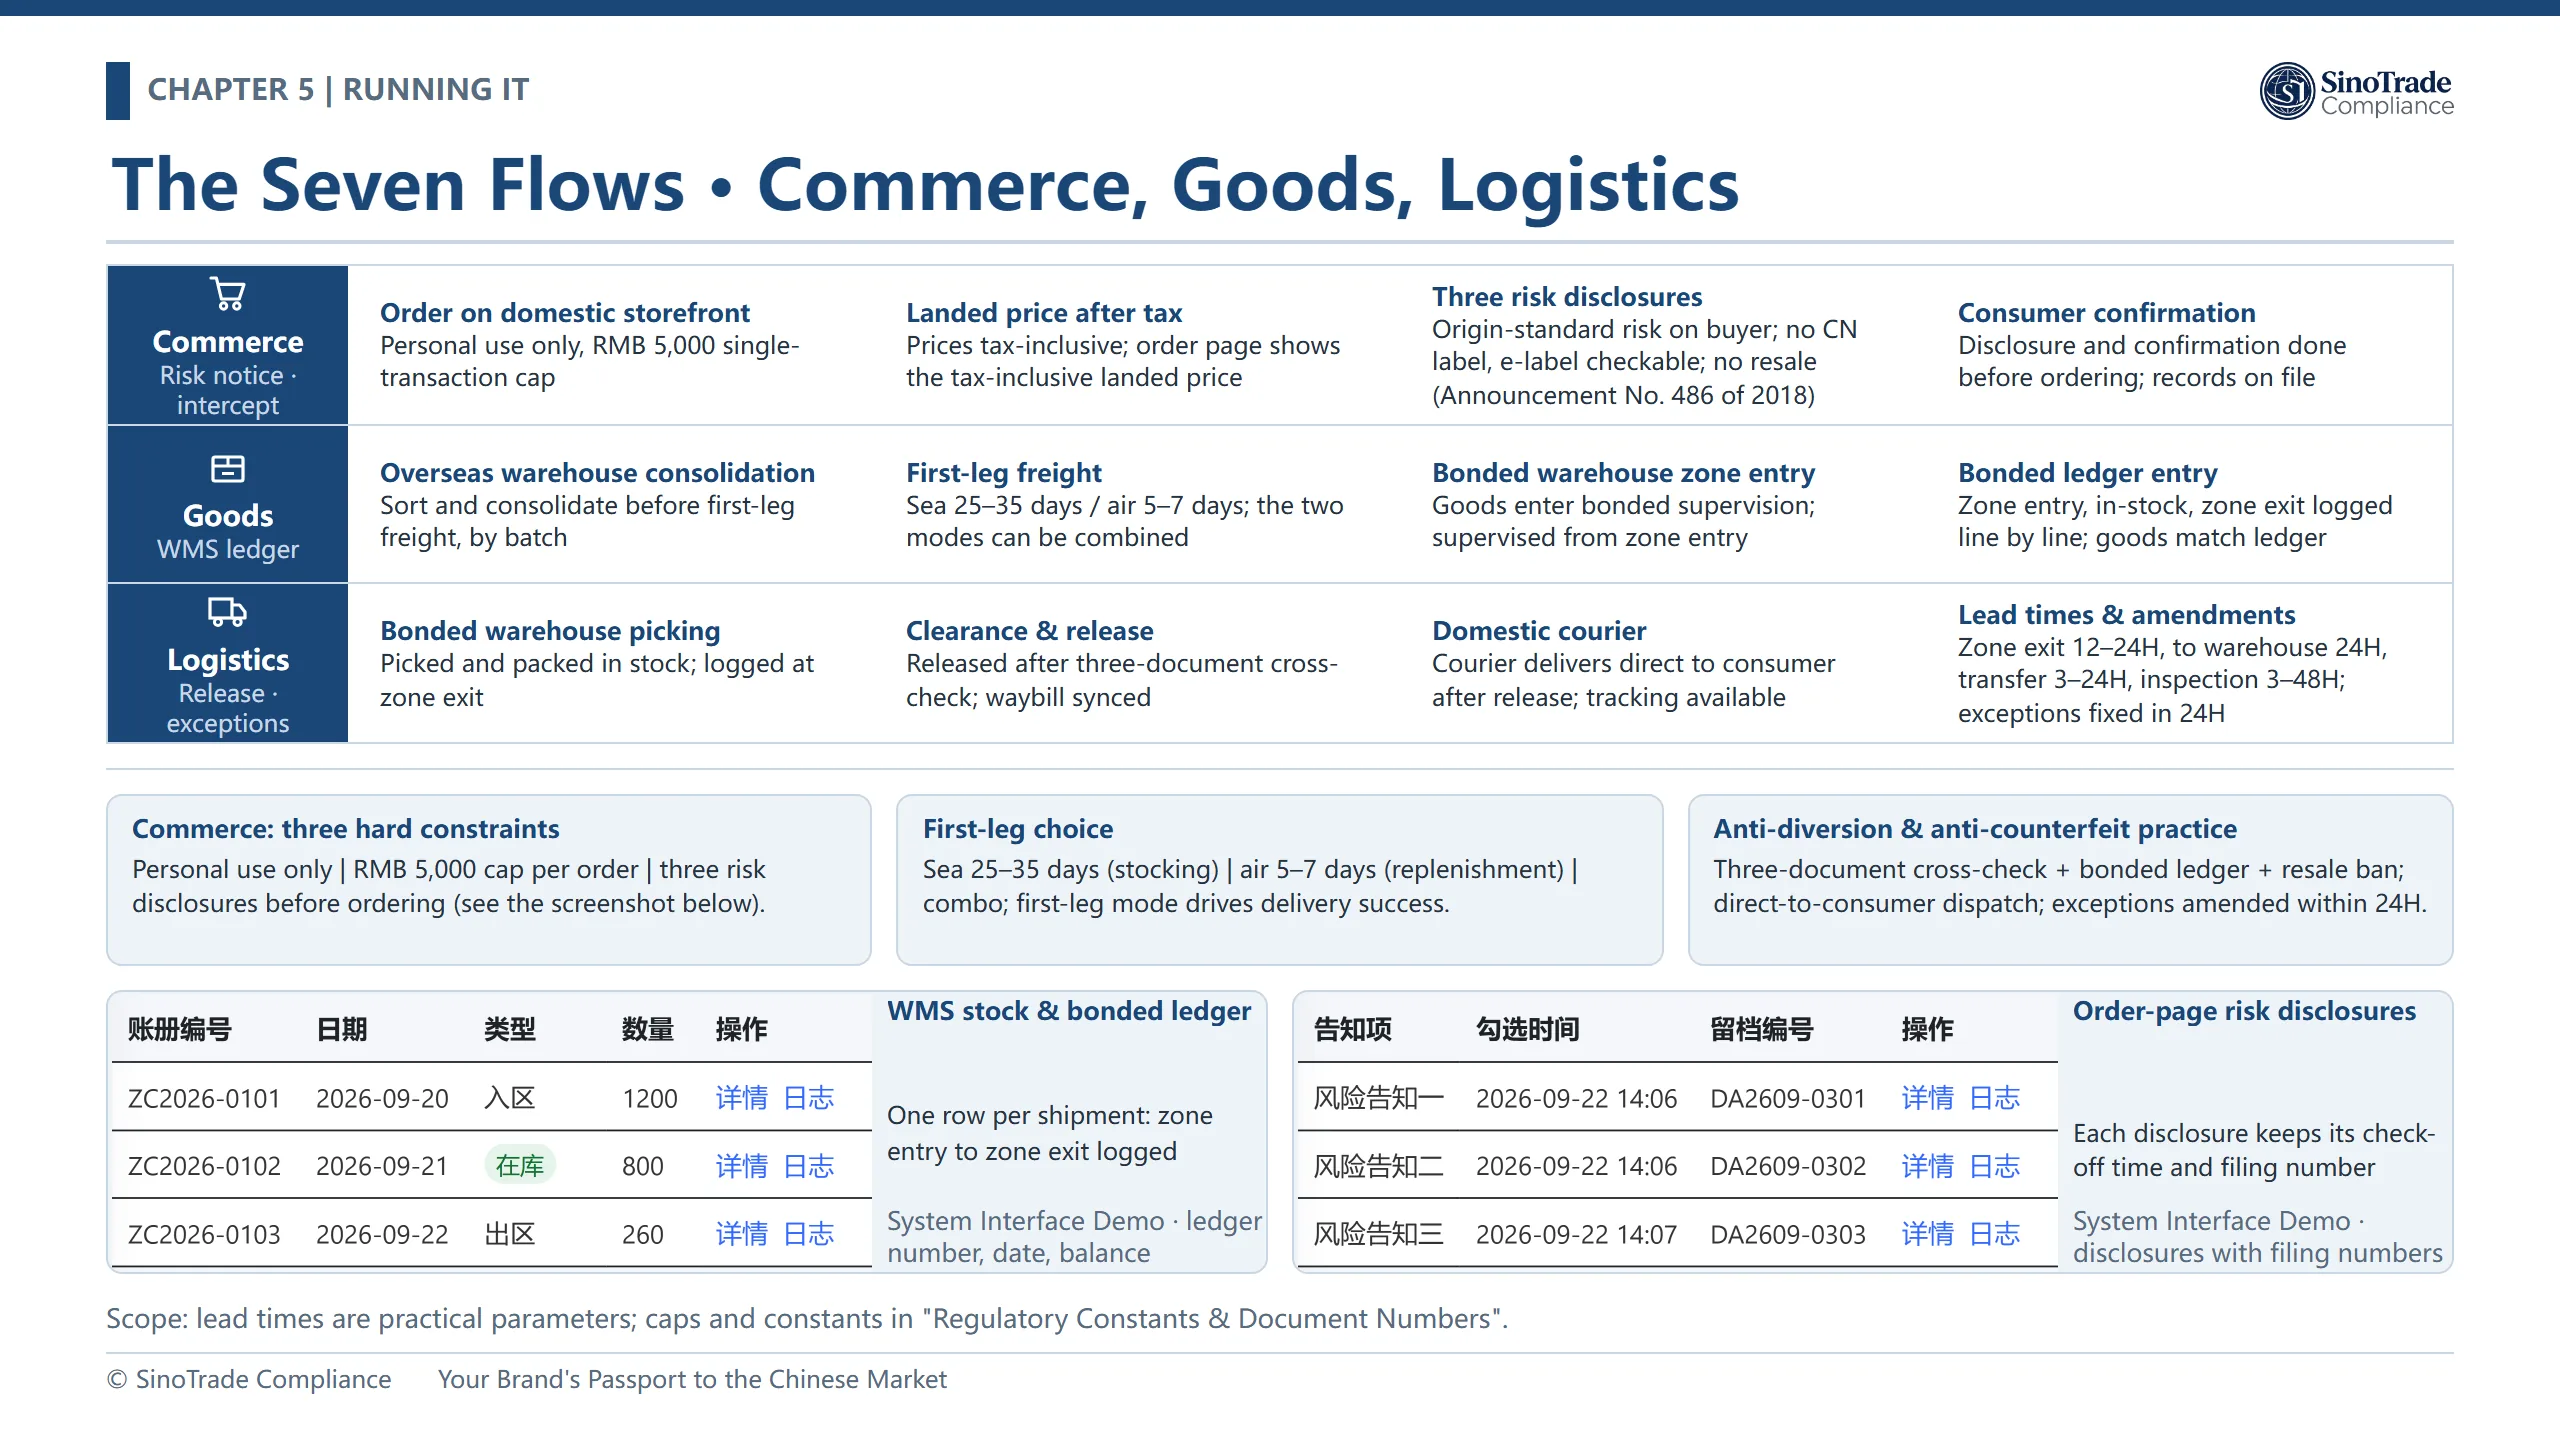 CHAPTER 5 | RUNNING IT
SinoTrade
Compliance
The Seven Flows • Commerce, Goods, Logistics
Commerce
Risk notice ·
intercept
Order on domestic storefront
Personal use only, RMB 5,000 single-
transaction cap
Landed price after tax
Prices tax-inclusive; order page shows
the tax-inclusive landed price
Three risk disclosures
Origin-standard risk on buyer; no CN
label, e-label checkable; no resale
(Announcement No. 486 of 2018)
Consumer confirmation
Disclosure and confirmation done
before ordering; records on file
Goods
WMS ledger
Overseas warehouse consolidation
Sort and consolidate before first-leg
freight, by batch
First-leg freight
Sea 25–35 days / air 5–7 days; the two
modes can be combined
Bonded warehouse zone entry
Goods enter bonded supervision;
supervised from zone entry
Bonded ledger entry
Zone entry, in-stock, zone exit logged
line by line; goods match ledger
Logistics
Release ·
exceptions
Bonded warehouse picking
Picked and packed in stock; logged at
zone exit
Clearance & release
Released after three-document cross-
check; waybill synced
Domestic courier
Courier delivers direct to consumer
after release; tracking available
Lead times & amendments
Zone exit 12–24H, to warehouse 24H,
transfer 3–24H, inspection 3–48H;
exceptions fixed in 24H
Commerce: three hard constraints
Personal use only | RMB 5,000 cap per order | three risk
disclosures before ordering (see the screenshot below).
First-leg choice
Sea 25–35 days (stocking) | air 5–7 days (replenishment) |
combo; first-leg mode drives delivery success.
Anti-diversion & anti-counterfeit practice
Three-document cross-check + bonded ledger + resale ban;
direct-to-consumer dispatch; exceptions amended within 24H.
账册编号 日期 类型 数量 操作
ZC2026-0101 2026-09-20 入区 1200 详情 日志
ZC2026-0102 2026-09-21 在库 800 详情 日志
ZC2026-0103 2026-09-22 出区 260 详情 日志
WMS stock & bonded ledger
One row per shipment: zone
entry to zone exit logged
System Interface Demo · ledger
number, date, balance
告知项 勾选时间 留档编号 操作
风险告知一 2026-09-22 14:06 DA2609-0301 详情 日志
风险告知二 2026-09-22 14:06 DA2609-0302 详情 日志
风险告知三 2026-09-22 14:07 DA2609-0303 详情 日志
Order-page risk disclosures
Each disclosure keeps its check-
off time and filing number
System Interface Demo ·
disclosures with filing numbers
Scope: lead times are practical parameters; caps and constants in "Regulatory Constants & Document Numbers".
© SinoTrade Compliance Your Brand's Passport to the Chinese Market